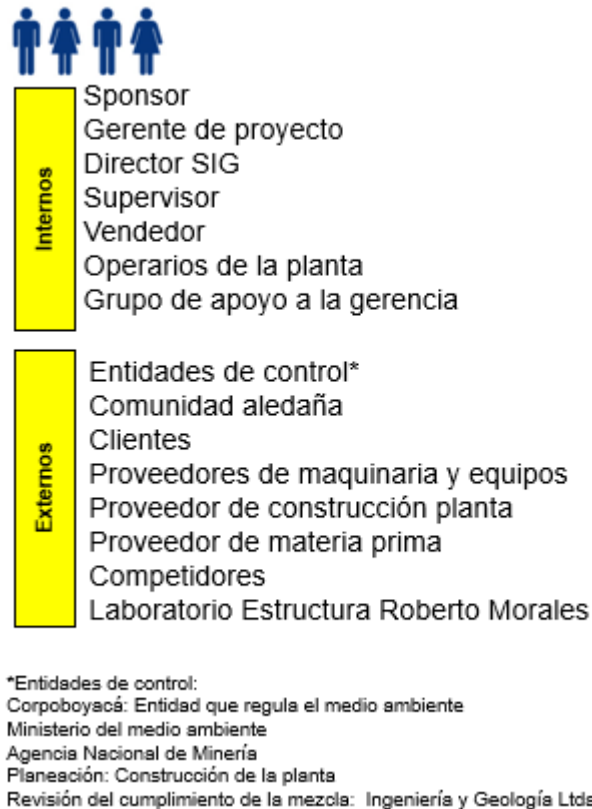 Internos
Sponsor
Gerente de proyecto
Director SIG
Supervisor
Vendedor
Operarios de la planta
Grupo de apoyo a la gerencia
Externos
Entidades de control*
Comunidad aledaña
Clientes
Proveedores de maquinaria y equipos
Proveedor de construcción planta
Proveedor de materia prima
Competidores
Laboratorio Estructura Roberto Morales
*Entidades de control:
Corpoboyacá: Entidad que regula el medio ambiente
Ministerio del medio ambiente
Agencia Nacional de Minería
Planeación: Construcción de la planta
Revisión del cumplimiento de la mezcla: Ingeniería y Geología Ltda